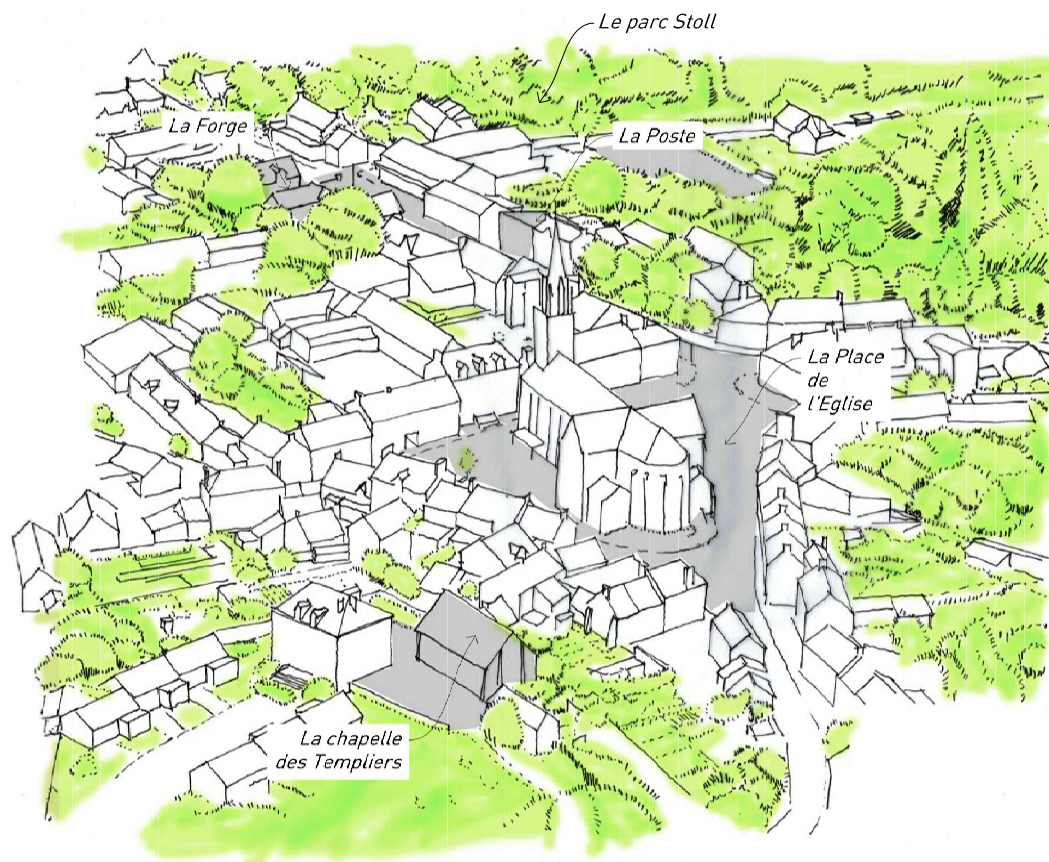 Le parc Stoll
La Forge
La Poste
La Place
de
l'Eglise
La chapelle
des Templiers